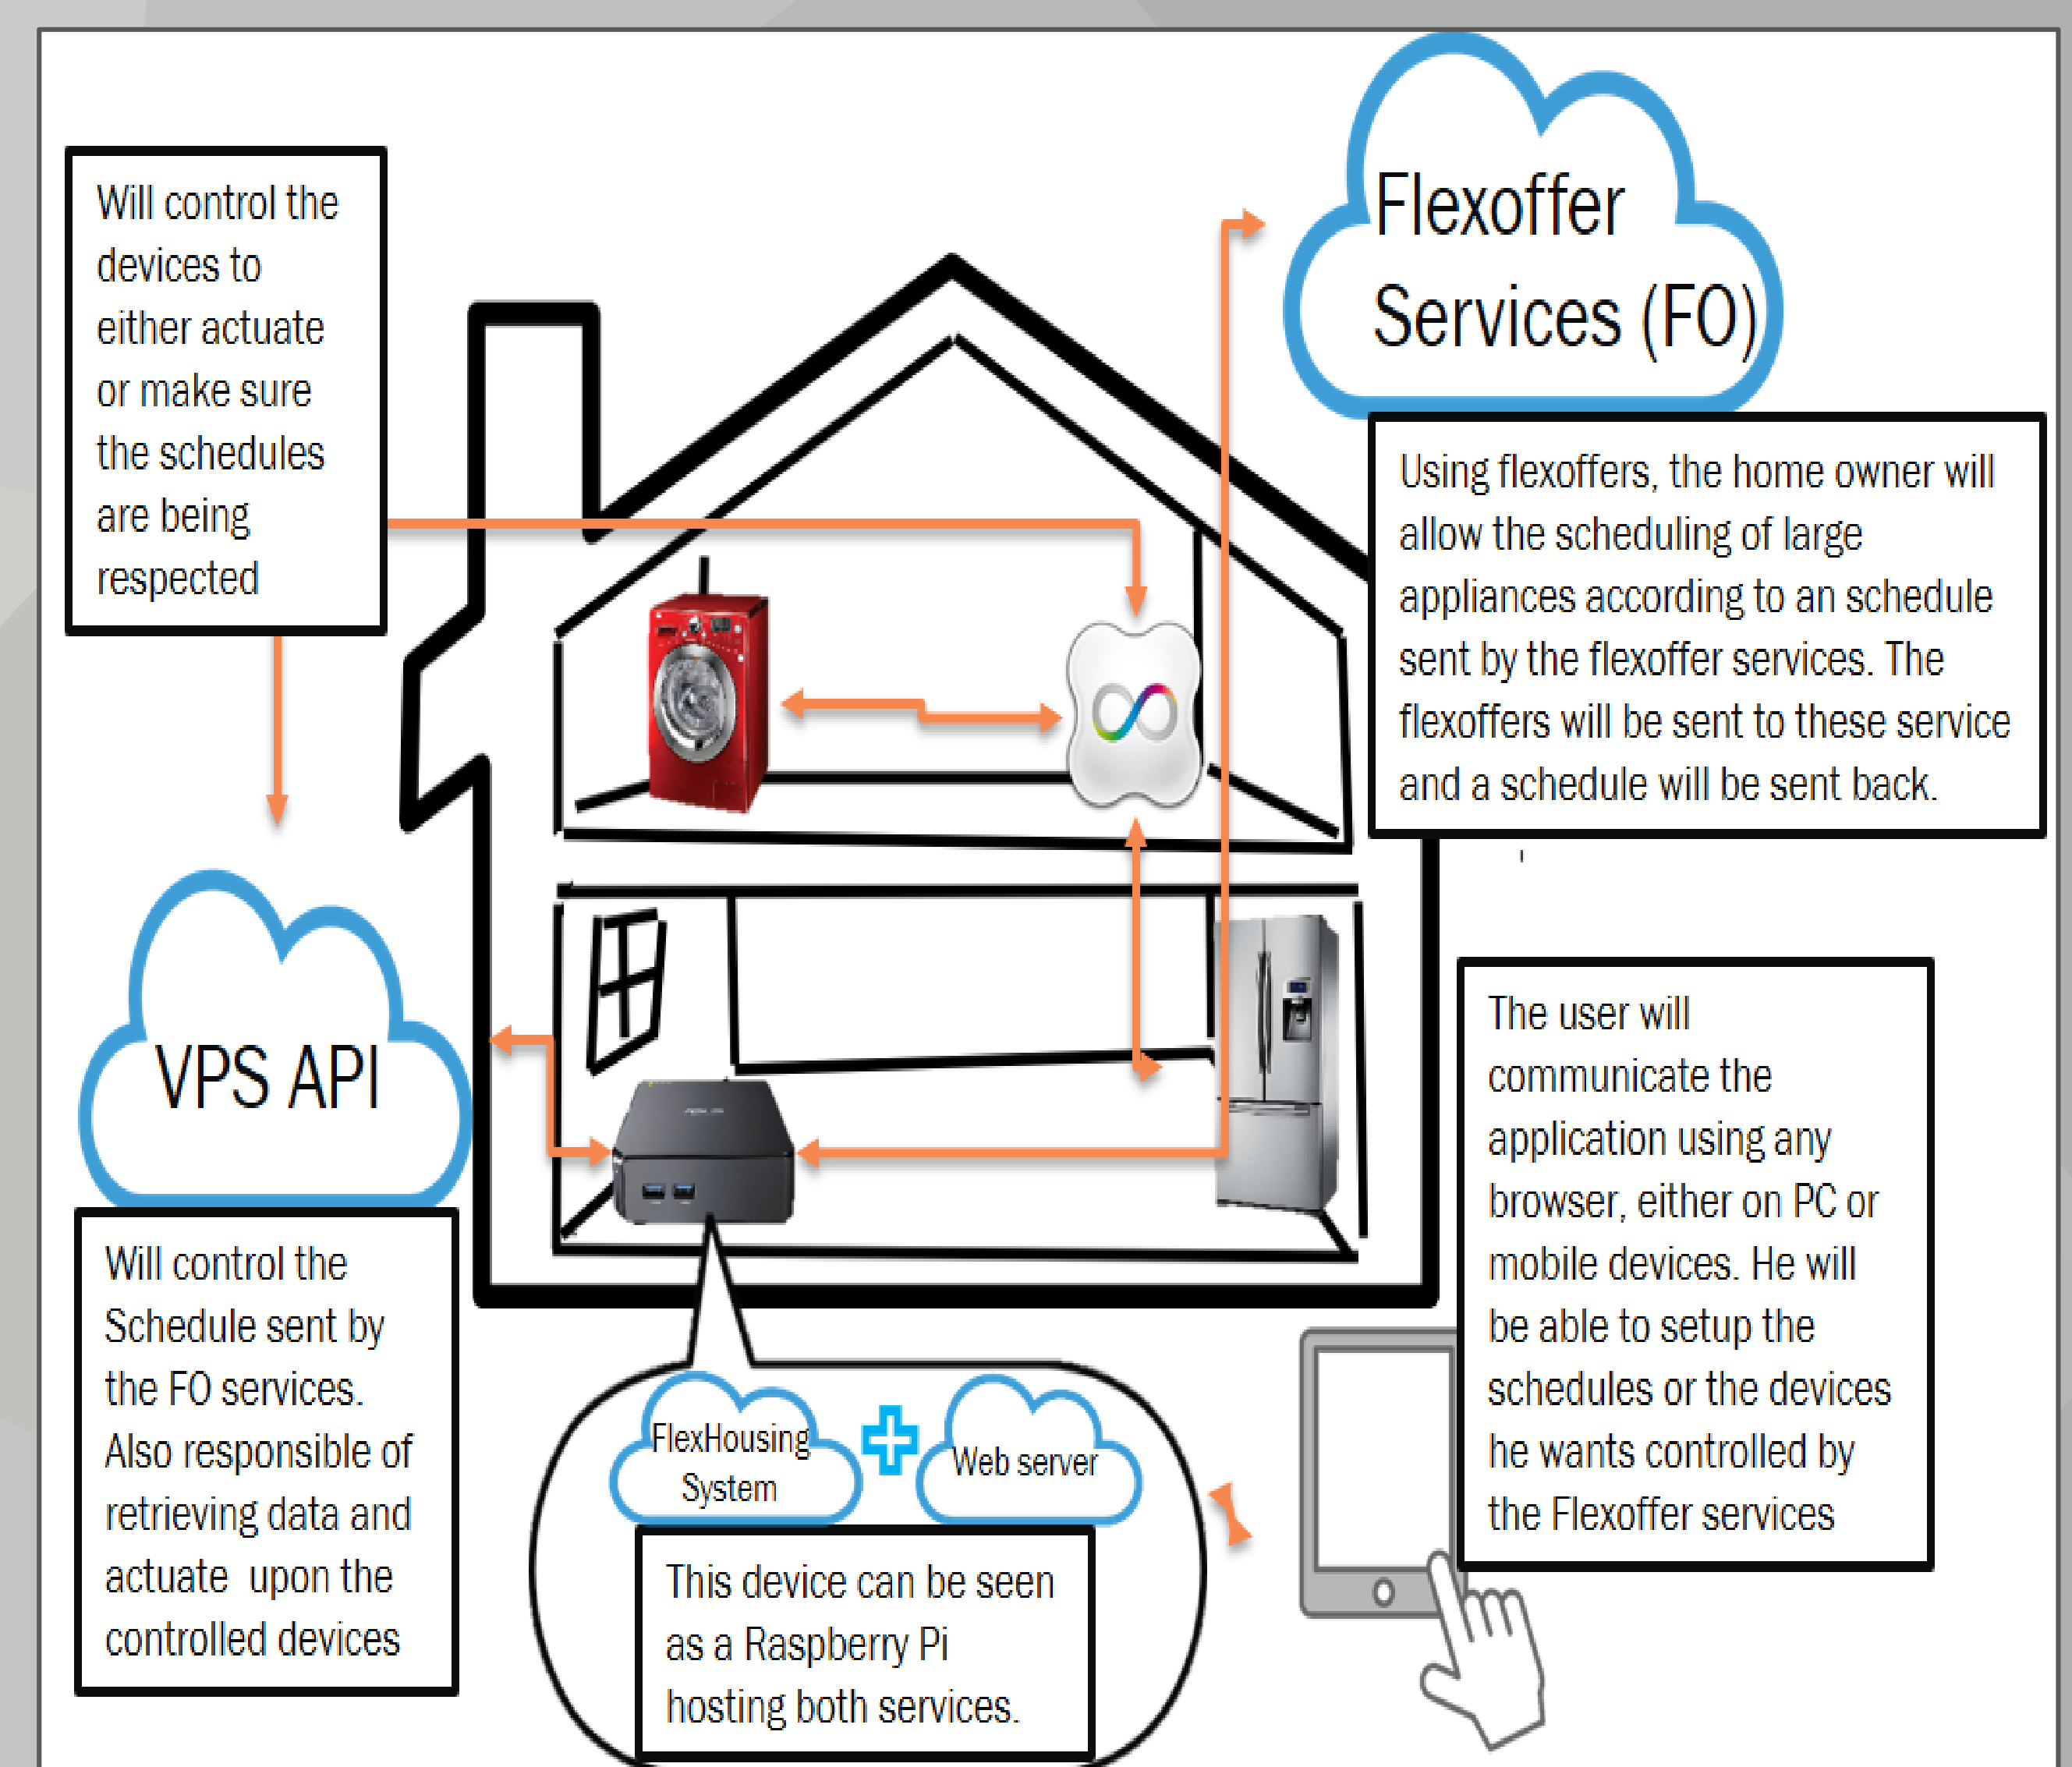 Will control the
devices to
either actuate
or make sure
the schedules
are being
respected
Flexoffer
Services (FO)
Using flexoffers, the home owner will
allow the scheduling of large
appliances according to an schedule
sent by the flexoffer services. The
flexoffers will be sent to these service
and a schedule will be sent back.
VPS API
Will control the
Schedule sent by
the FO services.
Also responsible of
retrieving data and
actuate  upon the
controlled devices
The user will
communicate the
application using any
browser, either on PC or
mobile devices. He will
be able to setup the
schedules or the devices
he wants controlled by
the Flexoffer services
FlexHousing
System
Web server
This device can be seen
as a Raspberry Pi
hosting both services.